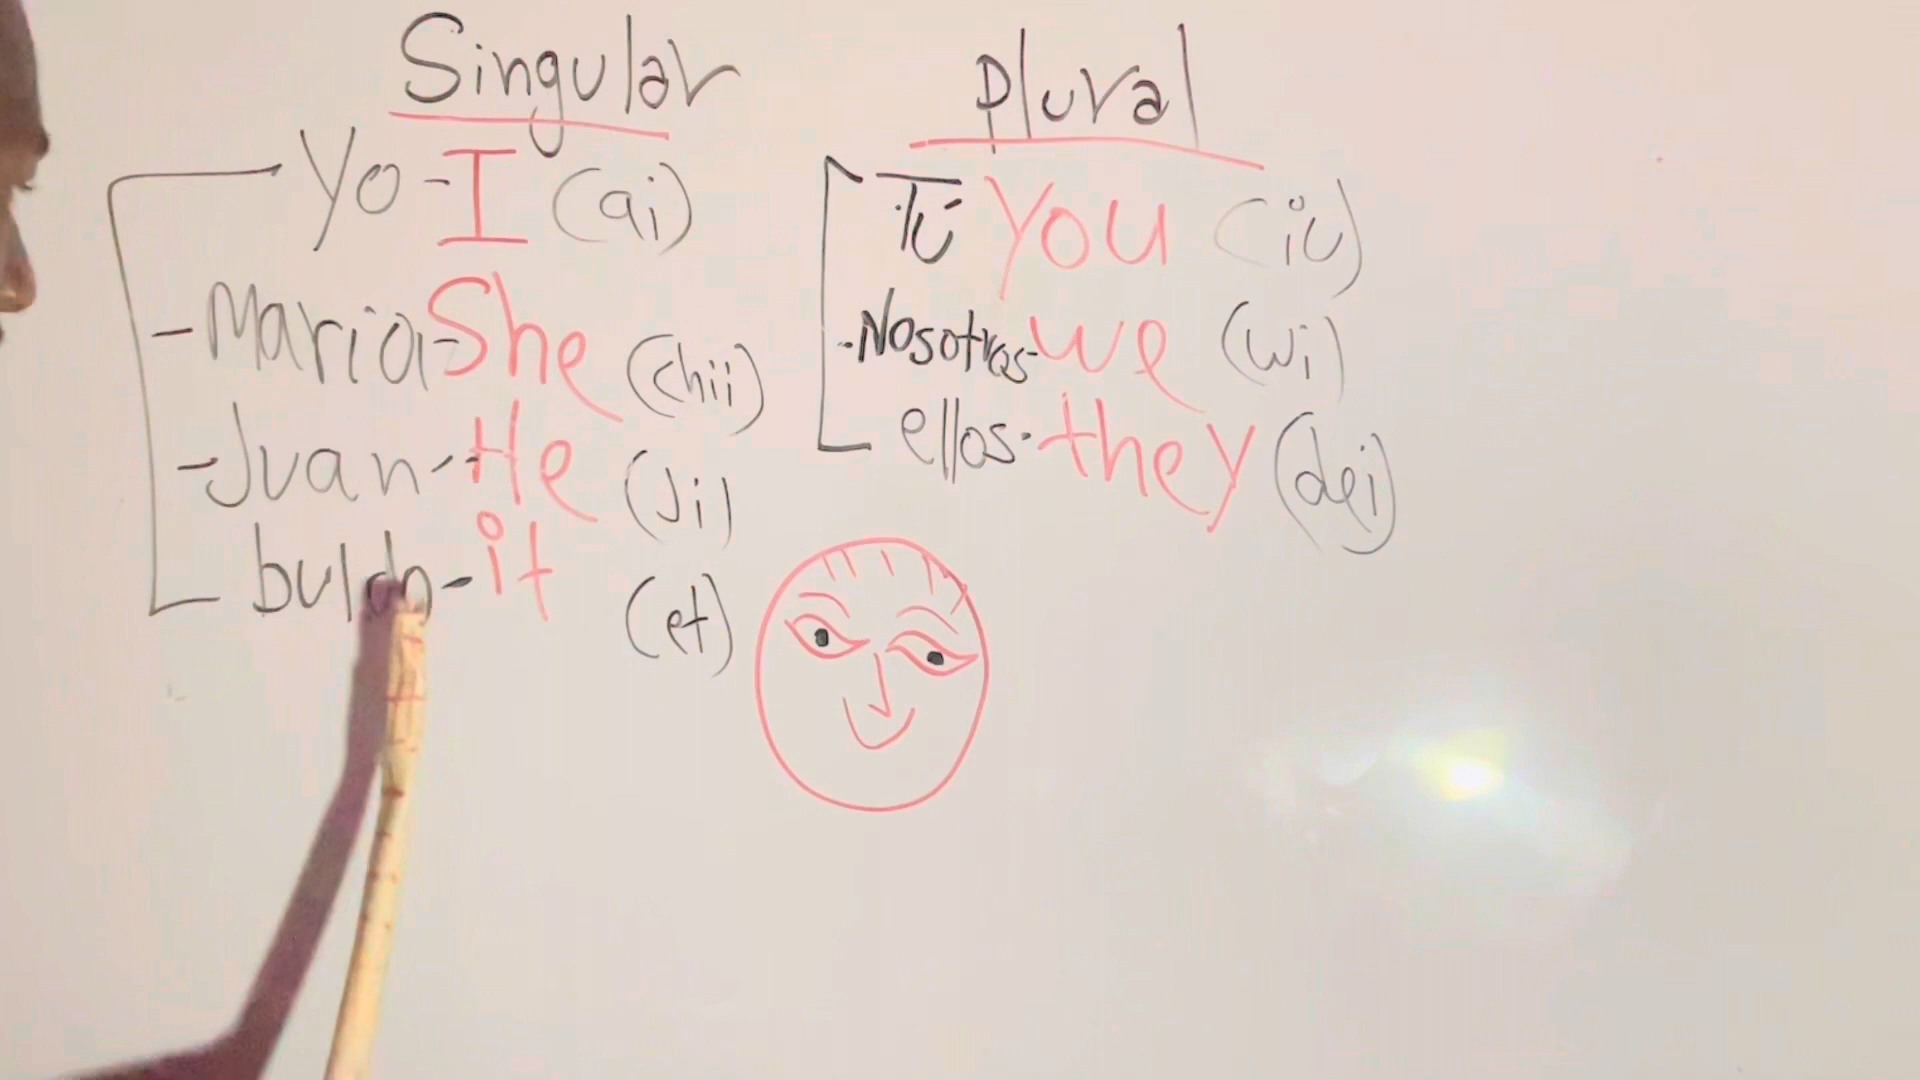 Singular
Yo - I (ai)
- Maria - She (chii)
- Juan - He (Ji)
bulto - it (et)
Plural
Tú You (iu)
- Nosotros - we (wi)
ellos - they (dei)